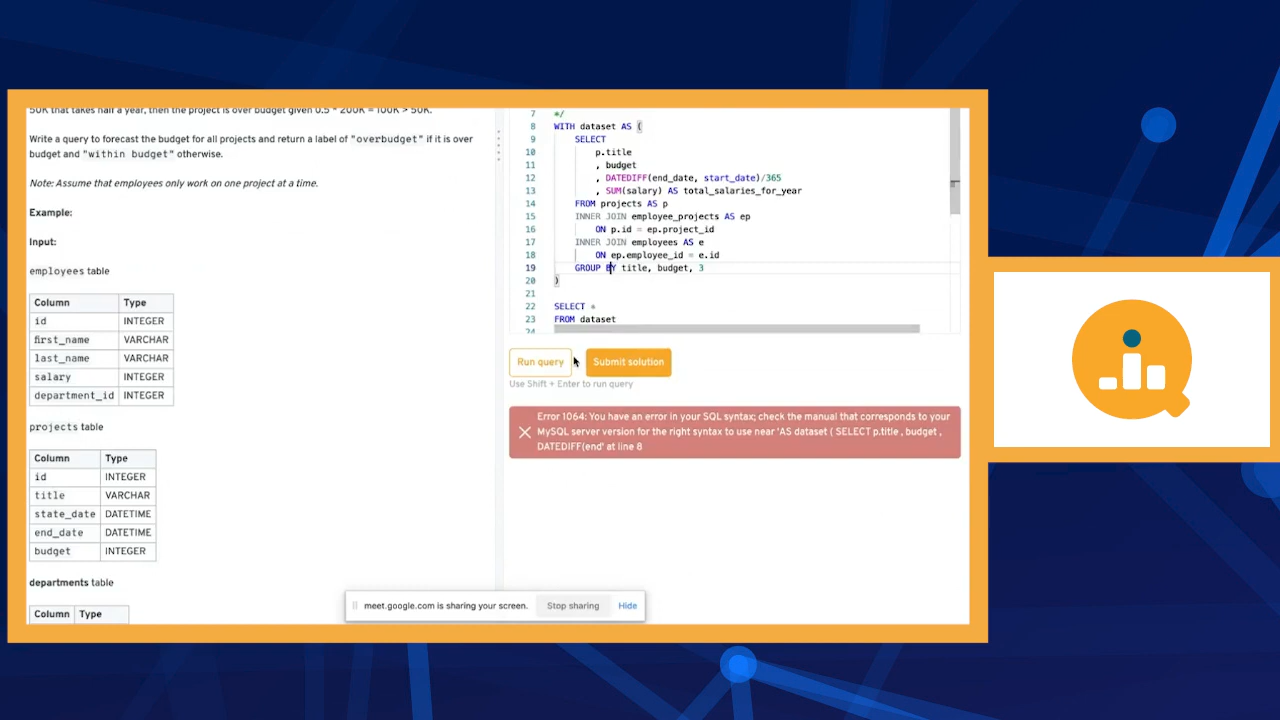 50K that takes half a year, then the project is over budget given 0.5 * 200K = 100K > 50K.
Write a query to forecast the budget for all projects and return a label of "overbudget" if it is over
budget and "within budget" otherwise.
Note: Assume that employees only work on one project at a time.
Example:
Input:
employees table
Column Type
id INTEGER
first_name VARCHAR
last_name VARCHAR
salary INTEGER
department_id INTEGER
projects table
Column Type
id INTEGER
title VARCHAR
state_date DATETIME
end_date DATETIME
budget INTEGER
departments table
Column Type
7 */
8 WITH dataset AS (
9 SELECT
10 p.title
11 , budget
12 , DATEDIFF(end_date, start_date)/365
13 , SUM(salary) AS total_salaries_for_year
14 FROM projects AS p
15 INNER JOIN employee_projects AS ep
16 ON p.id = ep.project_id
17 INNER JOIN employees AS e
18 ON ep.employee_id = e.id
19 GROUP BY title, budget, 3
20 )
21
22 SELECT *
23 FROM dataset
24
Run query
Submit solution
Use Shift + Enter to run query
Error 1064: You have an error in your SQL syntax; check the manual that corresponds to your
MySQL server version for the right syntax to use near 'AS dataset ( SELECT p.title , budget ,
DATEDIFF(end' at line 8
meet.google.com is sharing your screen.
Stop sharing
Hide